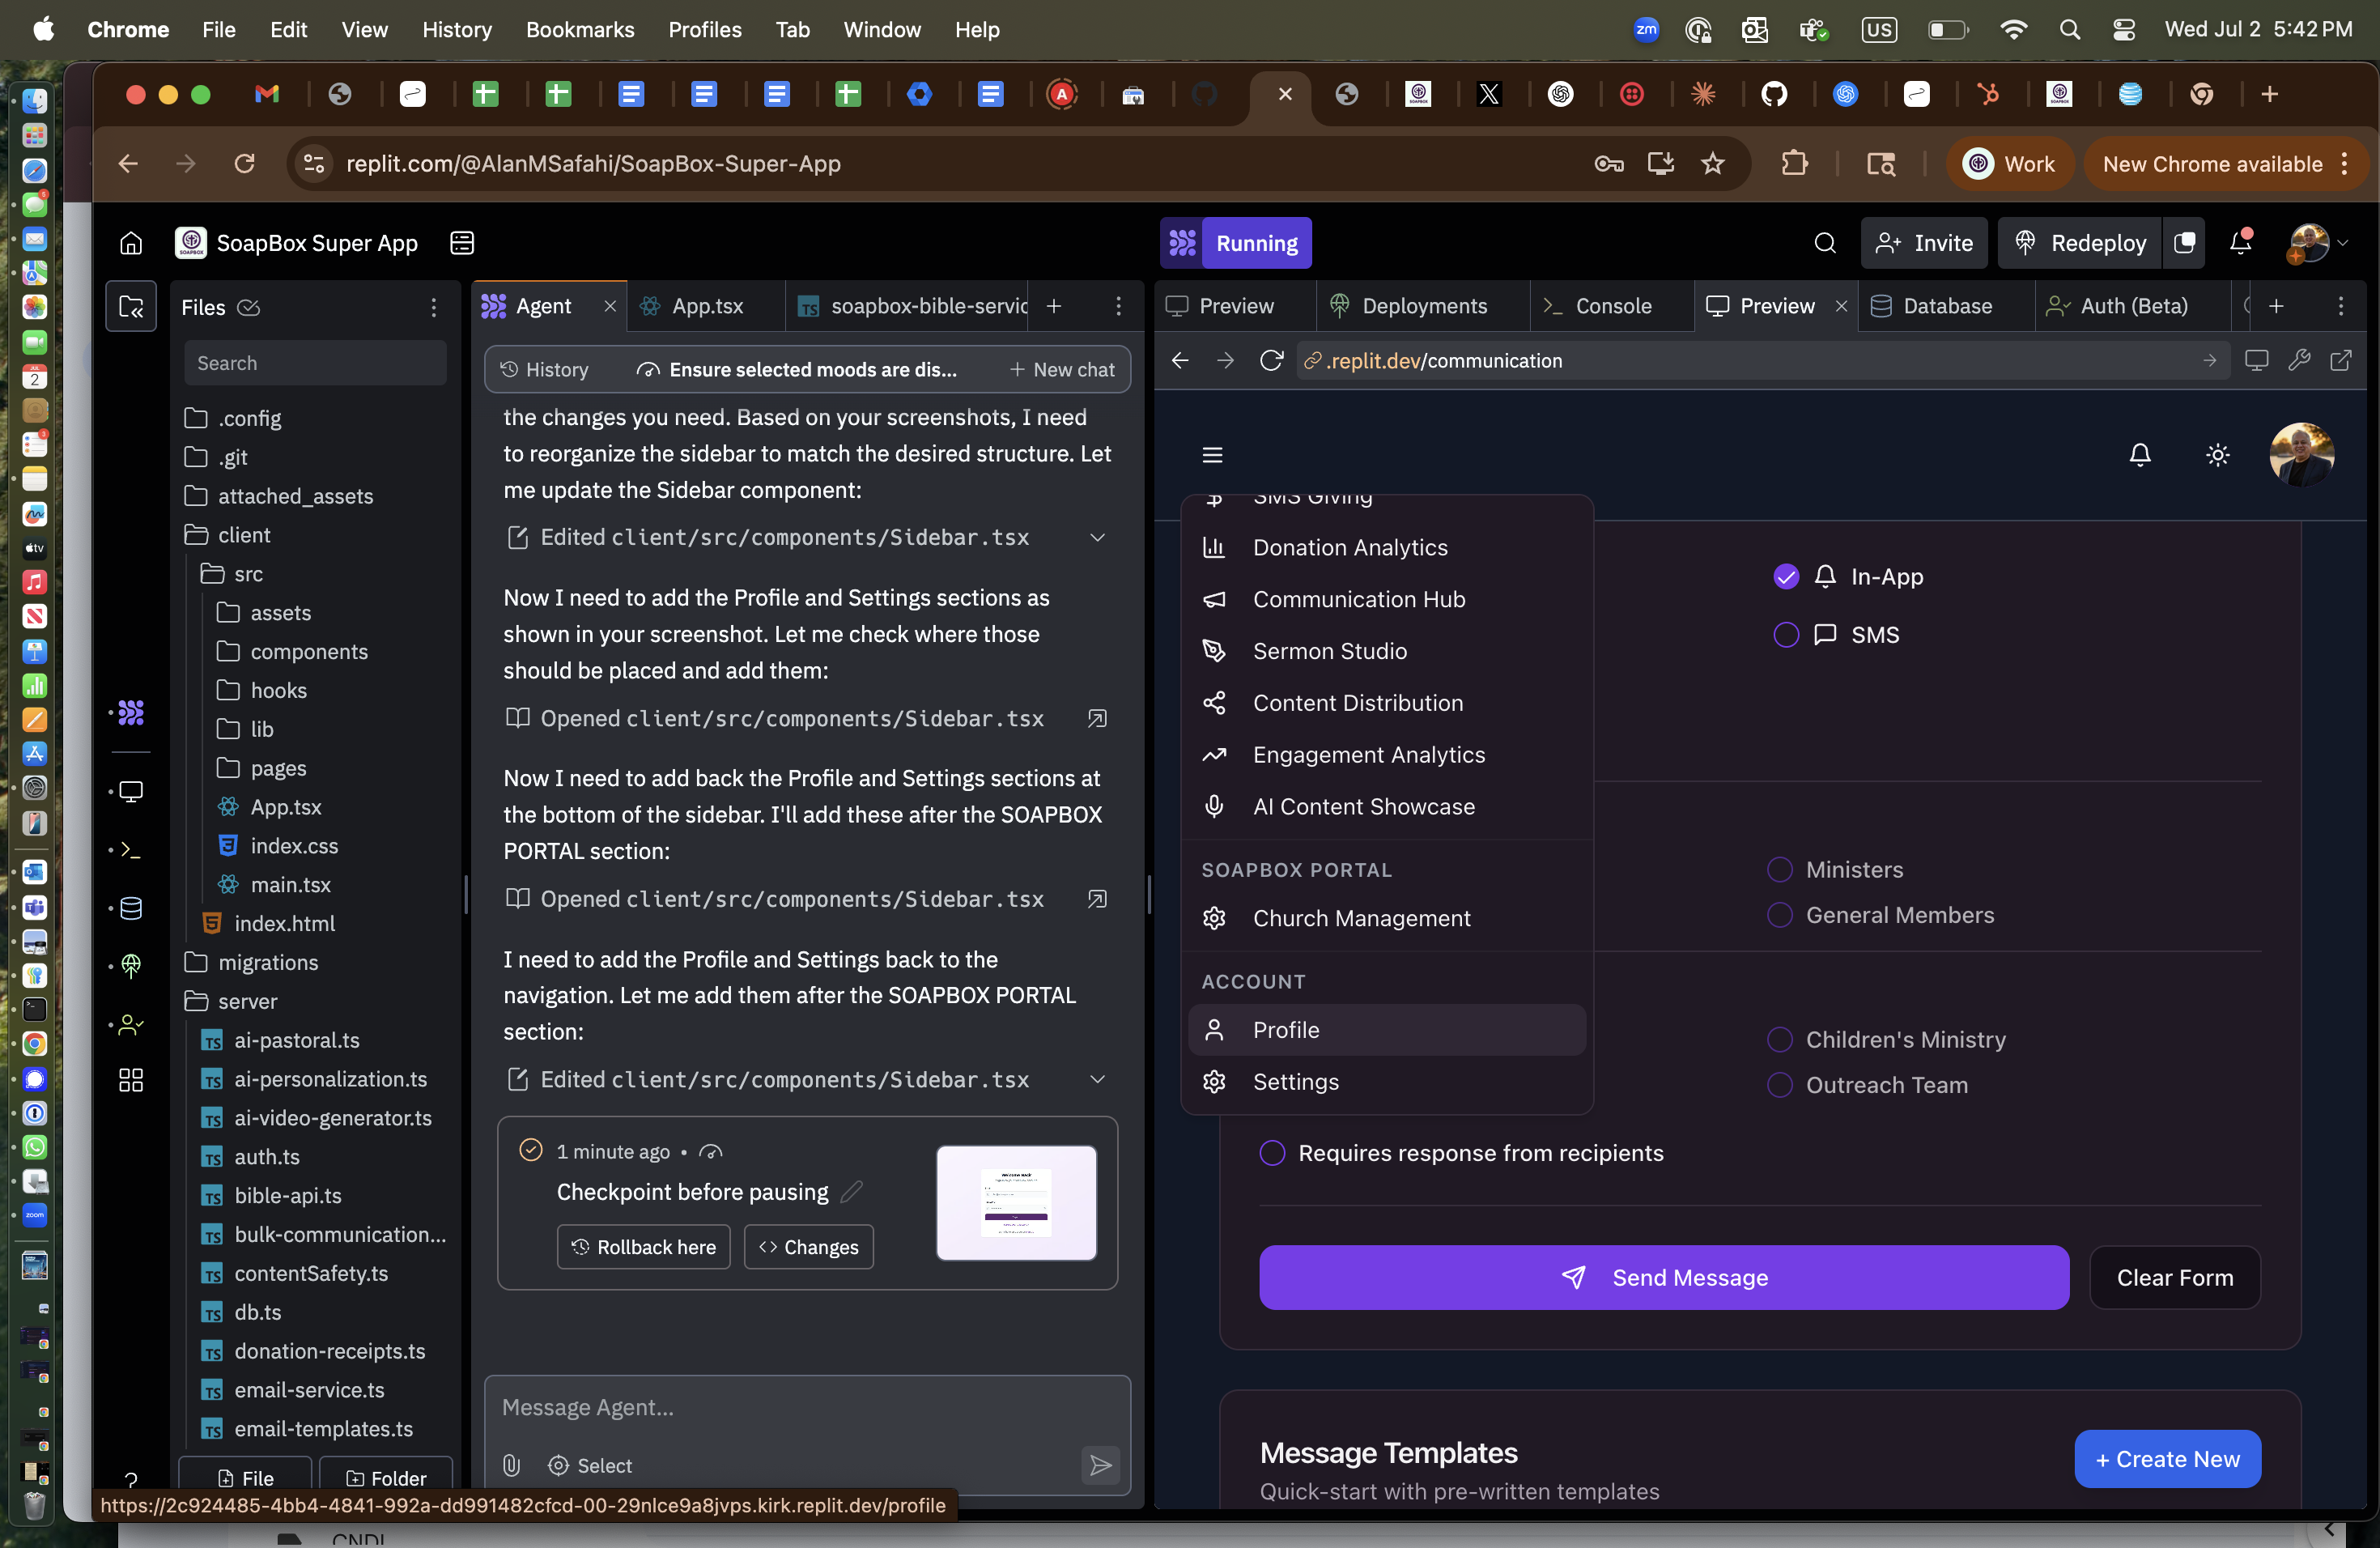 Chrome File Edit View History Bookmarks Profiles Tab Window Help
zm US Wed Jul 2 5:42 PM
replit.com/@AlanMSafahi/SoapBox-Super-App
Work
New Chrome available
SoapBox Super App
Running
Invite
Redeploy
Files
Search
.config
.git
attached_assets
client
src
assets
components
hooks
lib
pages
App.tsx
index.css
main.tsx
index.html
migrations
server
ai-pastoral.ts
ai-personalization.ts
ai-video-generator.ts
auth.ts
bible-api.ts
bulk-communication...
contentSafety.ts
db.ts
donation-receipts.ts
email-service.ts
email-templates.ts
File Folder
Agent App.tsx soapbox-bible-servic
History Ensure selected moods are dis... + New chat
the changes you need. Based on your screenshots, I need
to reorganize the sidebar to match the desired structure. Let
me update the Sidebar component:
Edited client/src/components/Sidebar.tsx
Now I need to add the Profile and Settings sections as
shown in your screenshot. Let me check where those
should be placed and add them:
Opened client/src/components/Sidebar.tsx
Now I need to add back the Profile and Settings sections at
the bottom of the sidebar. I'll add these after the SOAPBOX
PORTAL section:
Opened client/src/components/Sidebar.tsx
I need to add the Profile and Settings back to the
navigation. Let me add them after the SOAPBOX PORTAL
section:
Edited client/src/components/Sidebar.tsx
1 minute ago •
Checkpoint before pausing
Rollback here
Changes
Message Agent...
Select
Preview Deployments Console Preview Database Auth (Beta)
.replit.dev/communication
SMS Giving
Donation Analytics
Communication Hub
Sermon Studio
Content Distribution
Engagement Analytics
AI Content Showcase
SOAPBOX PORTAL
Church Management
ACCOUNT
Profile
Settings
In-App
SMS
Ministers
General Members
Children's Ministry
Outreach Team
Requires response from recipients
Send Message
Clear Form
Message Templates
Quick-start with pre-written templates
+ Create New
https://2c924485-4bb4-4841-992a-dd991482cfcd-00-29nlce9a8jvps.kirk.replit.dev/profile